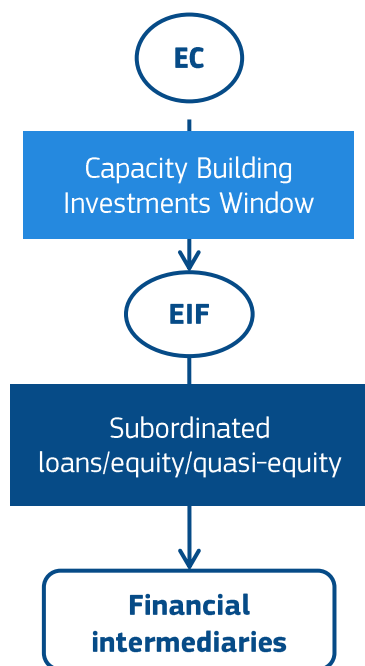 EC
Capacity Building
Investments Window
EIF
Subordinated
loans/equity/quasi-equity
Financial
intermediaries